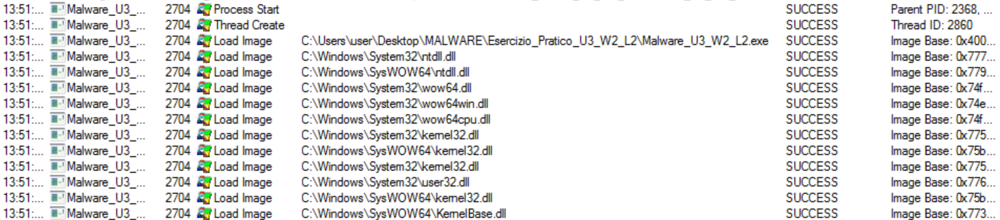 13:51:... Malware_U3_... 2704 Process Start SUCCESS Parent PID: 2368, ...
13:51:... Malware_U3_... 2704 Thread Create SUCCESS Thread ID: 2860
13:51:... Malware_U3_... 2704 Load Image C:\Users\user\Desktop\MALWARE\Esercizio_Pratico_U3_W2_L2\Malware_U3_W2_L2.exe SUCCESS Image Base: 0x400...
13:51:... Malware_U3_... 2704 Load Image C:\Windows\System32\ntdll.dll SUCCESS Image Base: 0x777...
13:51:... Malware_U3_... 2704 Load Image C:\Windows\SysWOW64\ntdll.dll SUCCESS Image Base: 0x779...
13:51:... Malware_U3_... 2704 Load Image C:\Windows\System32\wow64.dll SUCCESS Image Base: 0x74f...
13:51:... Malware_U3_... 2704 Load Image C:\Windows\System32\wow64win.dll SUCCESS Image Base: 0x74e...
13:51:... Malware_U3_... 2704 Load Image C:\Windows\System32\wow64cpu.dll SUCCESS Image Base: 0x74f...
13:51:... Malware_U3_... 2704 Load Image C:\Windows\System32\kernel32.dll SUCCESS Image Base: 0x775...
13:51:... Malware_U3_... 2704 Load Image C:\Windows\SysWOW64\kernel32.dll SUCCESS Image Base: 0x75b...
13:51:... Malware_U3_... 2704 Load Image C:\Windows\System32\kernel32.dll SUCCESS Image Base: 0x775...
13:51:... Malware_U3_... 2704 Load Image C:\Windows\System32\user32.dll SUCCESS Image Base: 0x776...
13:51:... Malware_U3_... 2704 Load Image C:\Windows\SysWOW64\kernel32.dll SUCCESS Image Base: 0x75b...
13:51:... Malware_U3_... 2704 Load Image C:\Windows\SysWOW64\KernelBase.dll SUCCESS Image Base: 0x773...